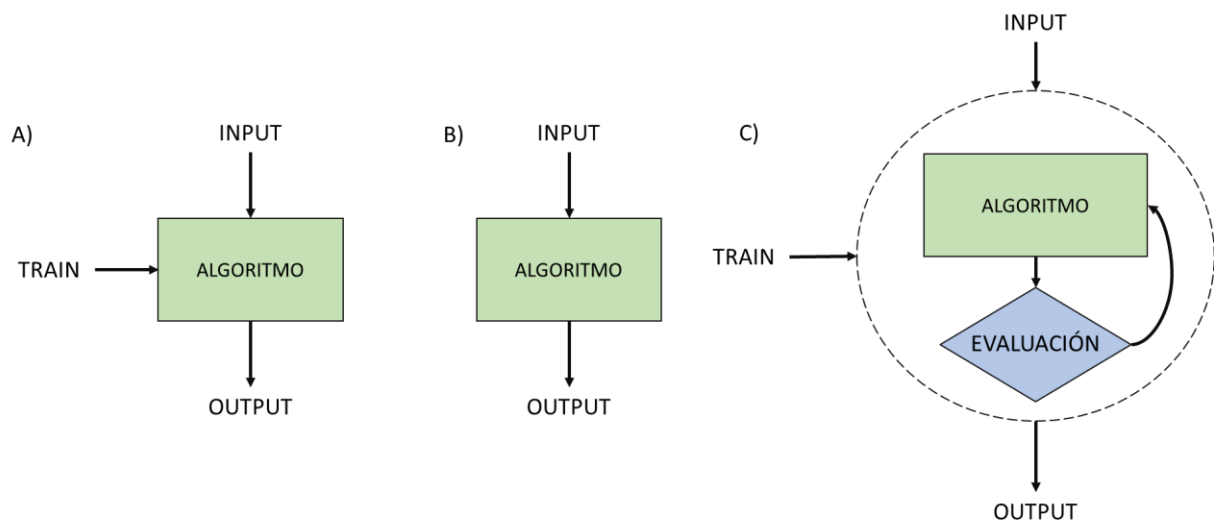 A)
INPUT
TRAIN
ALGORITMO
OUTPUT
B)
INPUT
ALGORITMO
OUTPUT
C)
INPUT
TRAIN
ALGORITMO
EVALUACIÓN
OUTPUT